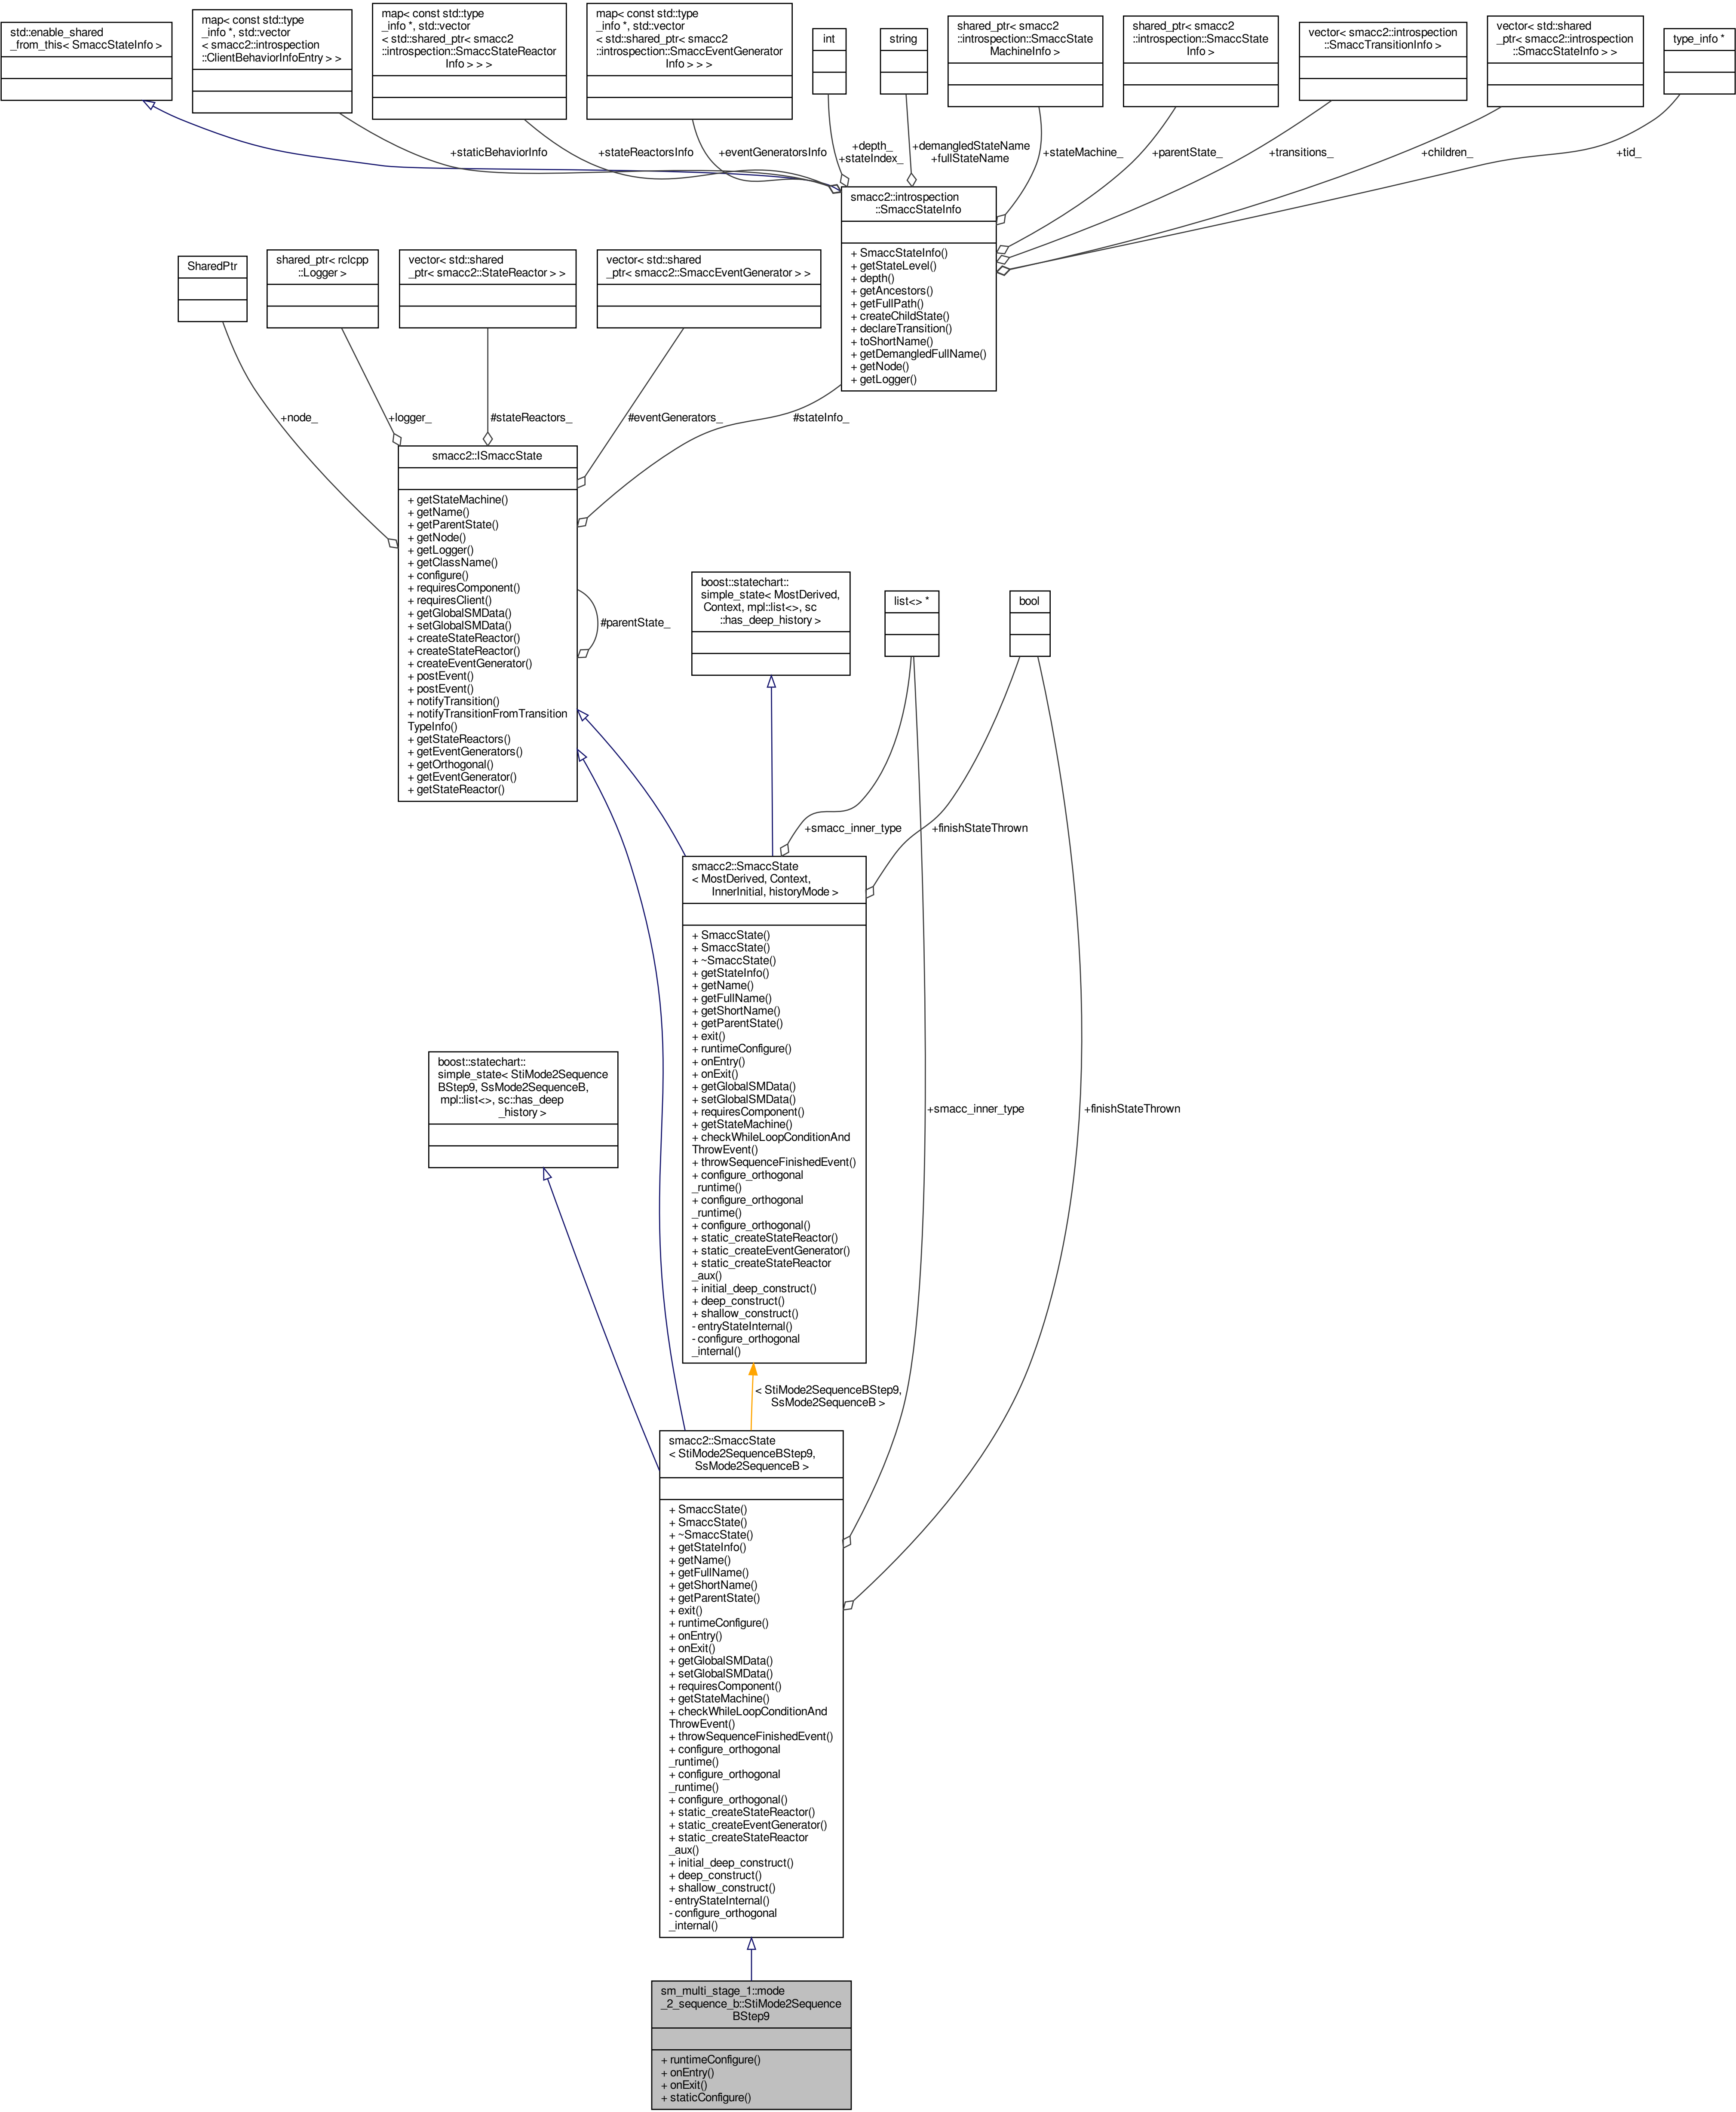 std::enable_shared
_from_this< SmaccStateInfo >
map< const std::type
_info *, std::vector
< smacc2::introspection
::ClientBehaviorInfoEntry > >
map< const std::type
_info *, std::vector
< std::shared_ptr< smacc2
::introspection::SmaccStateReactor
Info > > >
map< const std::type
_info *, std::vector
< std::shared_ptr< smacc2
::introspection::SmaccEventGenerator
Info > > >
int
string
shared_ptr< smacc2
::introspection::SmaccState
MachineInfo >
shared_ptr< smacc2
::introspection::SmaccState
Info >
vector< smacc2::introspection
::SmaccTransitionInfo >
vector< std::shared
_ptr< smacc2::introspection
::SmaccStateInfo > >
type_info *
+staticBehaviorInfo
+stateReactorsInfo
+eventGeneratorsInfo
+depth_
+stateIndex_
+demangledStateName
+fullStateName
+stateMachine_
+parentState_
+transitions_
+children_
+tid_
smacc2::introspection
::SmaccStateInfo
+ SmaccStateInfo()
+ getStateLevel()
+ depth()
+ getAncestors()
+ getFullPath()
+ createChildState()
+ declareTransition()
+ toShortName()
+ getDemangledFullName()
+ getNode()
+ getLogger()
SharedPtr
shared_ptr< rclcpp
::Logger >
vector< std::shared
_ptr< smacc2::StateReactor > >
vector< std::shared
_ptr< smacc2::SmaccEventGenerator > >
+node_
+logger_
#stateReactors_
#eventGenerators_
#stateInfo_
smacc2::ISmaccState
+ getStateMachine()
+ getName()
+ getParentState()
+ getNode()
+ getLogger()
+ getClassName()
+ configure()
+ requiresComponent()
+ requiresClient()
+ getGlobalSMData()
+ setGlobalSMData()
+ createStateReactor()
+ createStateReactor()
+ createEventGenerator()
+ postEvent()
+ postEvent()
+ notifyTransition()
+ notifyTransitionFromTransition
TypeInfo()
+ getStateReactors()
+ getEventGenerators()
+ getOrthogonal()
+ getEventGenerator()
+ getStateReactor()
#parentState_
boost::statechart::
simple_state< MostDerived,
Context, mpl::list<>, sc
::has_deep_history >
list<> *
bool
+smacc_inner_type
+finishStateThrown
smacc2::SmaccState
< MostDerived, Context,
InnerInitial, historyMode >
+ SmaccState()
+ SmaccState()
+ ~SmaccState()
+ getStateInfo()
+ getName()
+ getFullName()
+ getShortName()
+ getParentState()
+ exit()
+ runtimeConfigure()
+ onEntry()
+ onExit()
+ getGlobalSMData()
+ setGlobalSMData()
+ requiresComponent()
+ getStateMachine()
+ checkWhileLoopConditionAnd
ThrowEvent()
+ throwSequenceFinishedEvent()
+ configure_orthogonal
_runtime()
+ configure_orthogonal
_runtime()
+ configure_orthogonal()
+ static_createStateReactor()
+ static_createEventGenerator()
+ static_createStateReactor
_aux()
+ initial_deep_construct()
+ deep_construct()
+ shallow_construct()
- entryStateInternal()
- configure_orthogonal
_internal()
boost::statechart::
simple_state< StiMode2Sequence
BStep9, SsMode2SequenceB,
mpl::list<>, sc::has_deep
_history >
+smacc_inner_type
+finishStateThrown
< StiMode2SequenceBStep9,
SsMode2SequenceB >
smacc2::SmaccState
< StiMode2SequenceBStep9,
SsMode2SequenceB >
+ SmaccState()
+ SmaccState()
+ ~SmaccState()
+ getStateInfo()
+ getName()
+ getFullName()
+ getShortName()
+ getParentState()
+ exit()
+ runtimeConfigure()
+ onEntry()
+ onExit()
+ getGlobalSMData()
+ setGlobalSMData()
+ requiresComponent()
+ getStateMachine()
+ checkWhileLoopConditionAnd
ThrowEvent()
+ throwSequenceFinishedEvent()
+ configure_orthogonal
_runtime()
+ configure_orthogonal
_runtime()
+ configure_orthogonal()
+ static_createStateReactor()
+ static_createEventGenerator()
+ static_createStateReactor
_aux()
+ initial_deep_construct()
+ deep_construct()
+ shallow_construct()
- entryStateInternal()
- configure_orthogonal
_internal()
sm_multi_stage_1::mode
_2_sequence_b::StiMode2Sequence
BStep9
+ runtimeConfigure()
+ onEntry()
+ onExit()
+ staticConfigure()